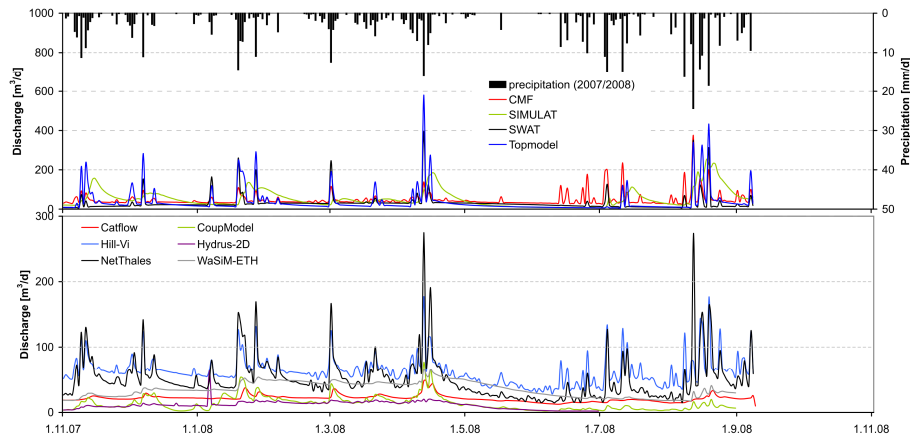 1000
800
600
400
200
Discharge [m³/d]
0
10
20
30
40
50
Precipitation [mm/d]
precipitation (2007/2008)
CMF
SIMULAT
SWAT
Topmodel
300
200
100
0
Discharge [m³/d]
Catflow
CoupModel
Hill-Vi
Hydrus-2D
NetThales
WaSiM-ETH
1.11.07
1.1.08
1.3.08
1.5.08
1.7.08
1.9.08
1.11.08